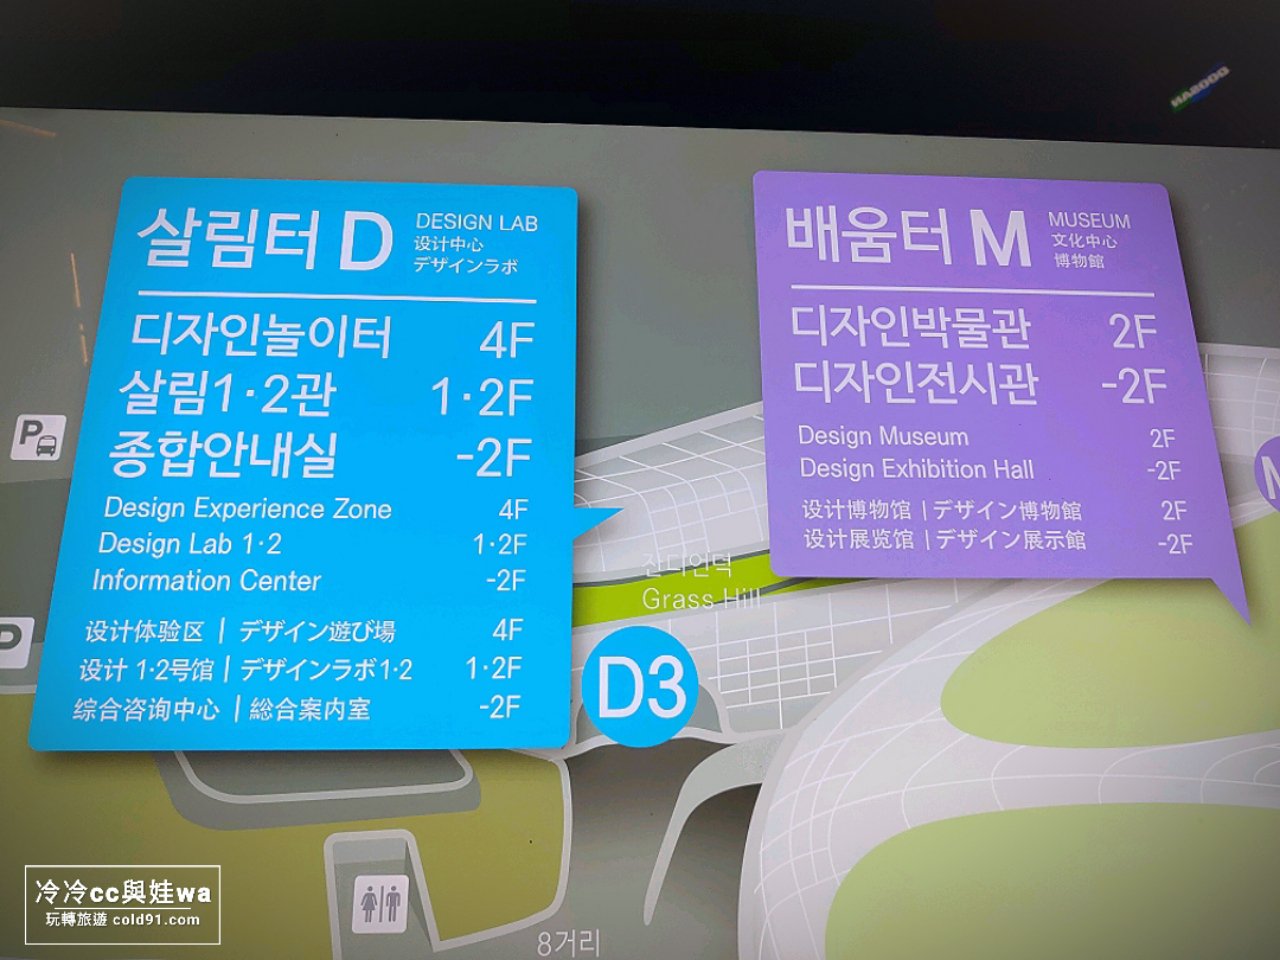 DOOSAN
살림터 D
DESIGN LAB
设计中心
デザインラボ
디자인놀이터 4F
살림1·2관 1·2F
종합안내실 -2F
Design Experience Zone 4F
Design Lab 1·2 1·2F
Information Center -2F
设计体验区 | デザイン遊び場 4F
设计 1·2号馆 | デザインラボ1·2 1·2F
综合咨询中心 | 総合案内室 -2F
배움터 M
MUSEUM
文化中心
博物館
디자인박물관 2F
디자인전시관 -2F
Design Museum 2F
Design Exhibition Hall -2F
设计博物馆 | デザイン博物館 2F
设计展览馆 | デザイン展示館 -2F
P
P
잔디언덕
Grass Hill
D3
M
8거리
冷冷cc與娃wa
玩轉旅遊 cold91.com